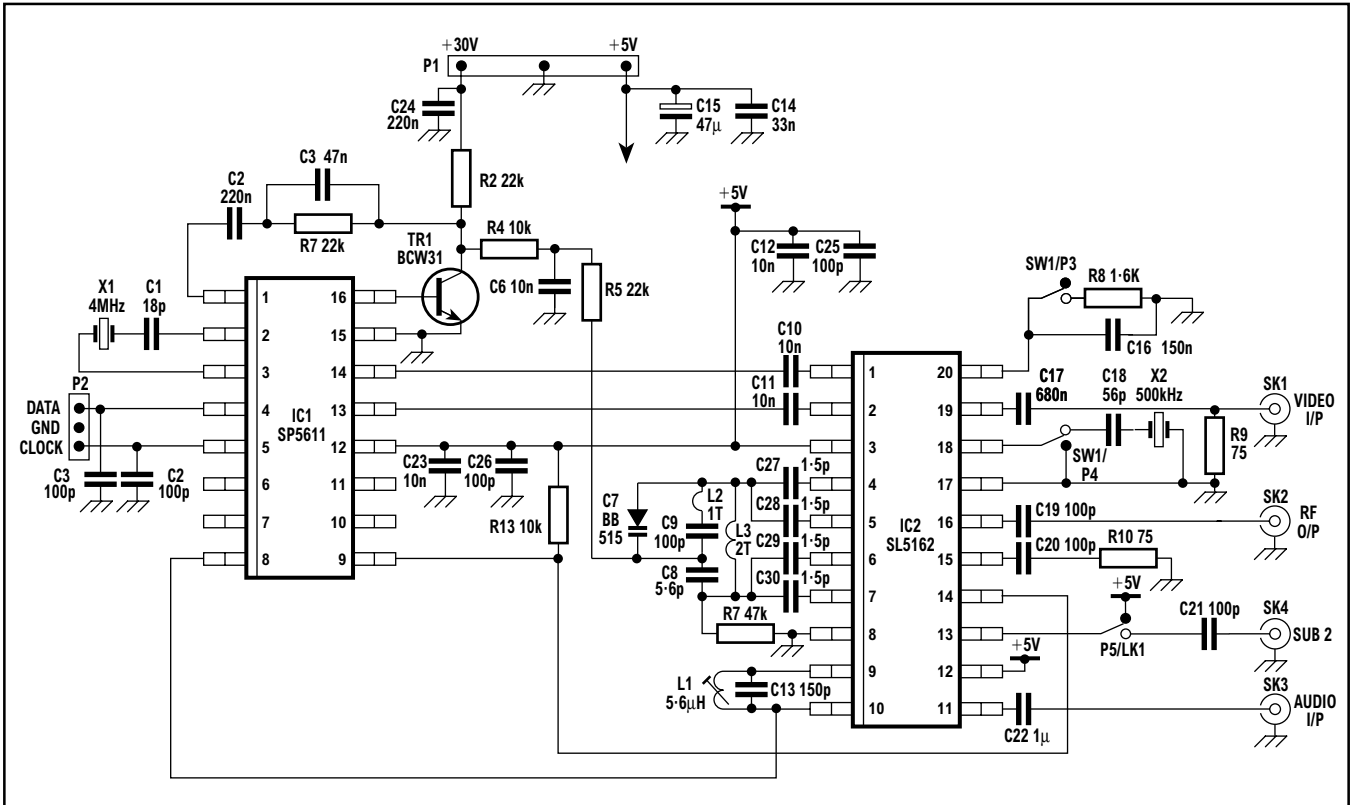 +30V
+5V
P1
C24
220n
C15
47μ
C14
33n
C3 47n
C2
220n
R2 22k
R7 22k
TR1
BCW31
R4 10k
C6 10n
R5 22k
+5V
C12
10n
C25
100p
SW1/P3
R8 1·6K
C16 150n
X1
4MHz
C1
18p
P2
DATA
GND
CLOCK
C3
100p
C2
100p
1
2
3
4
5
6
7
8
IC1
SP5611
16
15
14
13
12
11
10
9
C10
10n
C11
10n
C23
10n
C26
100p
R13 10k
C7
BB
515
C9
100p
L2
1T
L3
2T
C8
5·6p
C27
1·5p
C28
1·5p
C29
1·5p
C30
1·5p
R7 47k
L1
5·6μH
C13 150p
1
2
3
4
5
6
7
8
9
10
IC2
SL5162
20
19
18
17
16
15
14
13
12
11
C17
680n
C18
56p
X2
500kHz
SW1/
P4
R9
75
SK1
VIDEO
I/P
C19 100p
SK2
RF
O/P
C20 100p
R10 75
+5V
P5/LK1
C21 100p
SK4
SUB 2
+5V
C22 1μ
SK3
AUDIO
I/P